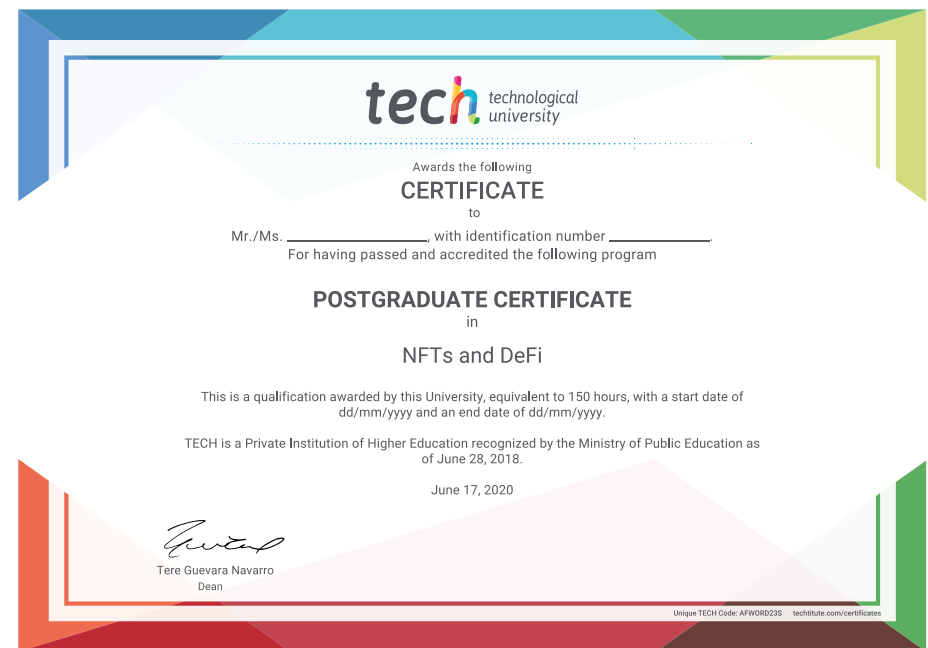 tech technological
university
Awards the following
CERTIFICATE
to
Mr./Ms. ____________________, with identification number ______________.
For having passed and accredited the following program
POSTGRADUATE CERTIFICATE
in
NFTs and DeFi
This is a qualification awarded by this University, equivalent to 150 hours, with a start date of
dd/mm/yyyy and an end date of dd/mm/yyyy.
TECH is a Private Institution of Higher Education recognized by the Ministry of Public Education as
of June 28, 2018.
June 17, 2020
Tere Guevara Navarro
Dean
Unique TECH Code: AFWORD23S techtitute.com/certificates